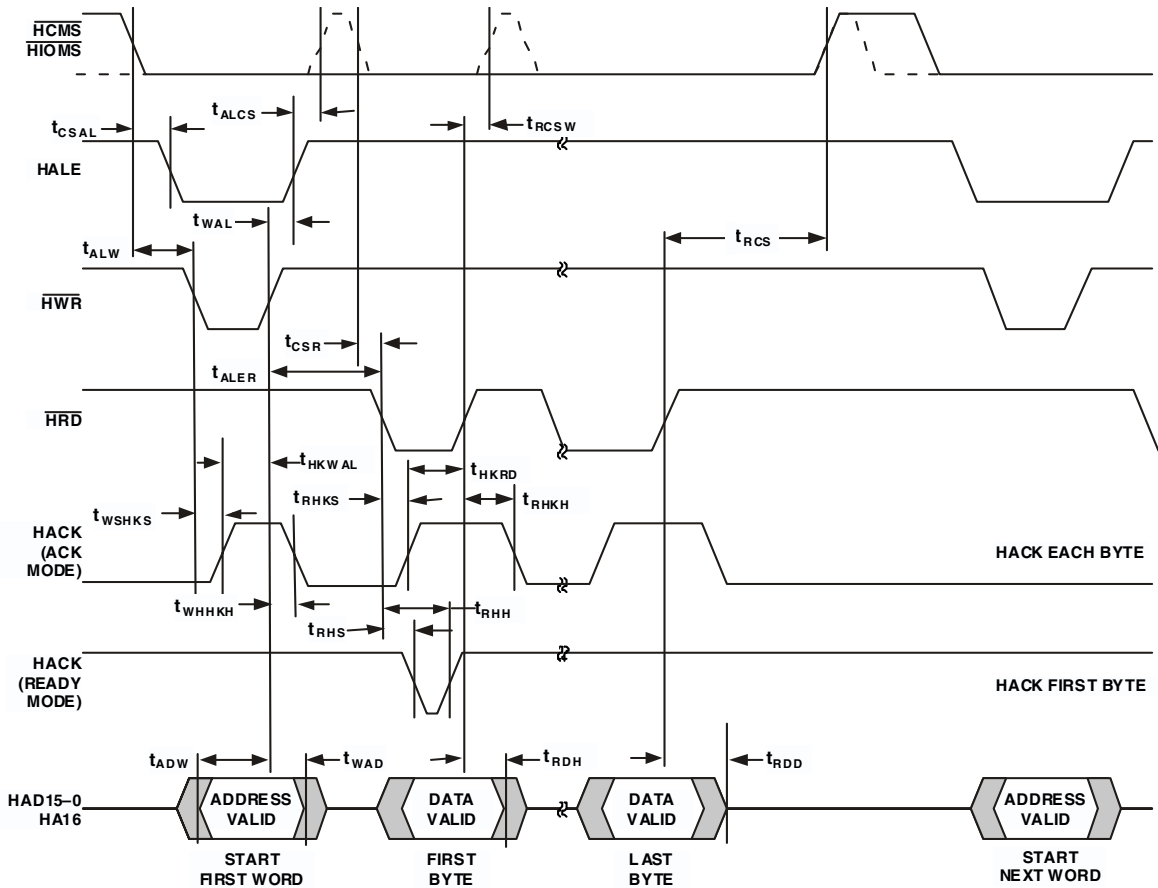 HCMS
HIOMS
tALCS
tCSAL
tRCSW
HALE
tWAL
tALW
tRCS
HWR
tCSR
tALER
HRD
tHKWAL
tHKRD
tRHKS
tRHKH
tWSHKS
HACK
(ACK
MODE)
HACK EACH BYTE
tWHHKH
tRHH
tRHS
HACK
(READY
MODE)
HACK FIRST BYTE
tADW
tWAD
tRDH
tRDD
HAD15–0
HA16
ADDRESS
VALID
DATA
VALID
DATA
VALID
ADDRESS
VALID
START
FIRST WORD
FIRST
BYTE
LAST
BYTE
START
NEXT WORD